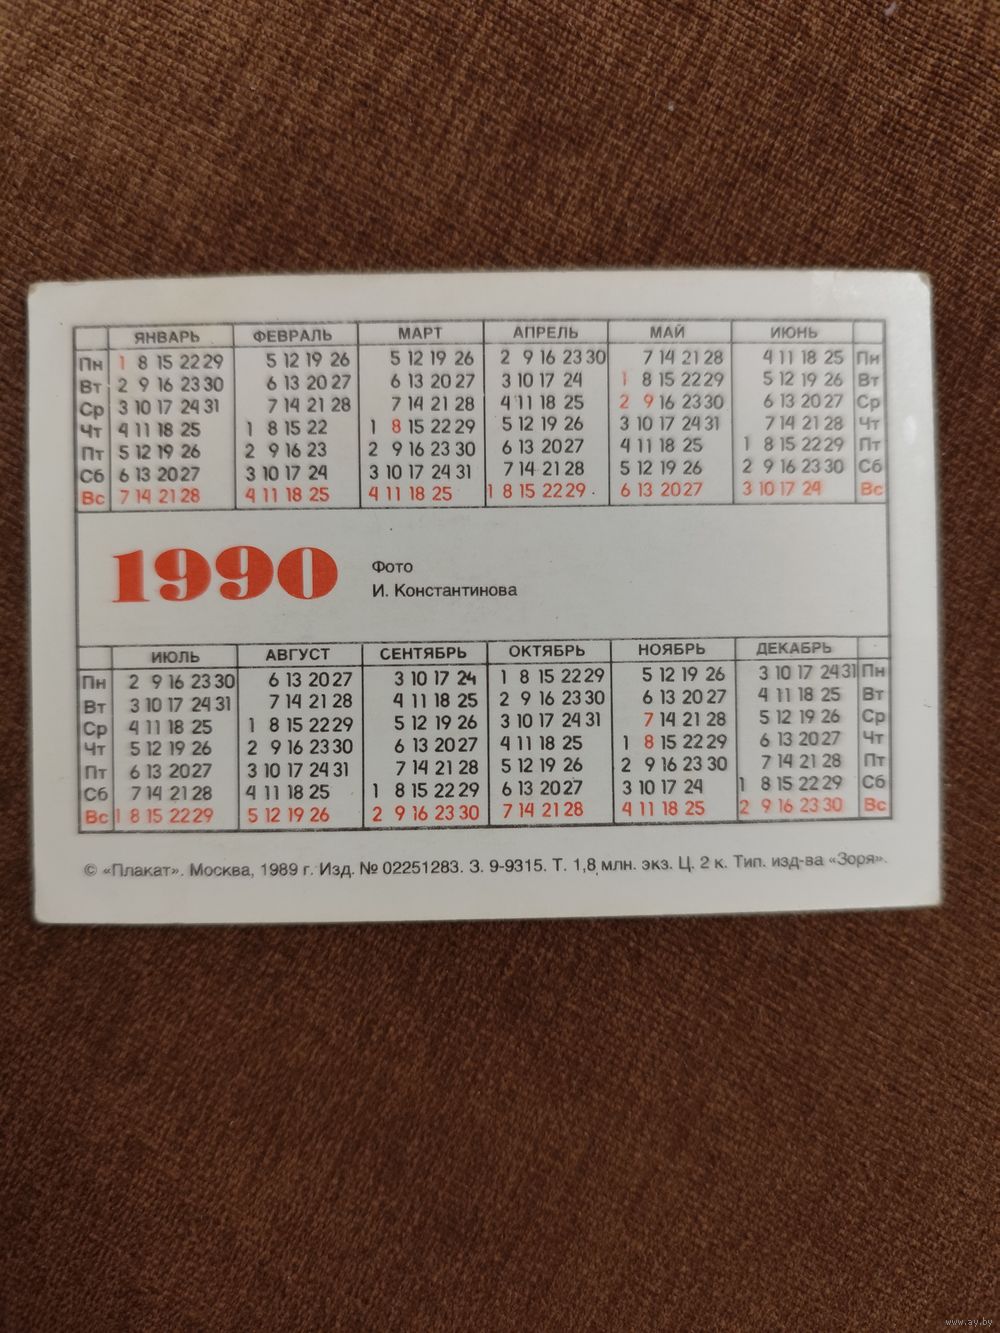 ЯНВАРЬ ФЕВРАЛЬ МАРТ АПРЕЛЬ МАЙ ИЮНЬ
Пн 1 8 15 22 29 5 12 19 26 5 12 19 26 2 9 16 23 30 7 14 21 28 4 11 18 25 Пн
Вт 2 9 16 23 30 6 13 20 27 6 13 20 27 3 10 17 24 1 8 15 22 29 5 12 19 26 Вт
Ср 3 10 17 24 31 7 14 21 28 7 14 21 28 4 11 18 25 2 9 16 23 30 6 13 20 27 Ср
Чт 4 11 18 25 1 8 15 22 1 8 15 22 29 5 12 19 26 3 10 17 24 31 7 14 21 28 Чт
Пт 5 12 19 26 2 9 16 23 2 9 16 23 30 6 13 20 27 4 11 18 25 1 8 15 22 29 Пт
Сб 6 13 20 27 3 10 17 24 3 10 17 24 31 7 14 21 28 5 12 19 26 2 9 16 23 30 Сб
Вс 7 14 21 28 4 11 18 25 4 11 18 25 1 8 15 22 29 6 13 20 27 3 10 17 24 Вс
1990
Фото
И. Константинова
ИЮЛЬ АВГУСТ СЕНТЯБРЬ ОКТЯБРЬ НОЯБРЬ ДЕКАБРЬ
Пн 2 9 16 23 30 6 13 20 27 3 10 17 24 1 8 15 22 29 5 12 19 26 3 10 17 24 31 Пн
Вт 3 10 17 24 31 7 14 21 28 4 11 18 25 2 9 16 23 30 6 13 20 27 4 11 18 25 Вт
Ср 4 11 18 25 1 8 15 22 29 5 12 19 26 3 10 17 24 31 7 14 21 28 5 12 19 26 Ср
Чт 5 12 19 26 2 9 16 23 30 6 13 20 27 4 11 18 25 1 8 15 22 29 6 13 20 27 Чт
Пт 6 13 20 27 3 10 17 24 31 7 14 21 28 5 12 19 26 2 9 16 23 30 7 14 21 28 Пт
Сб 7 14 21 28 4 11 18 25 1 8 15 22 29 6 13 20 27 3 10 17 24 1 8 15 22 29 Сб
Вс 1 8 15 22 29 5 12 19 26 2 9 16 23 30 7 14 21 28 4 11 18 25 2 9 16 23 30 Вс
© «Плакат». Москва, 1989 г. Изд. № 02251283. З. 9-9315. Т. 1,8 млн. экз. Ц. 2 к. Тип. изд-ва «Зоря».
www.ay.by